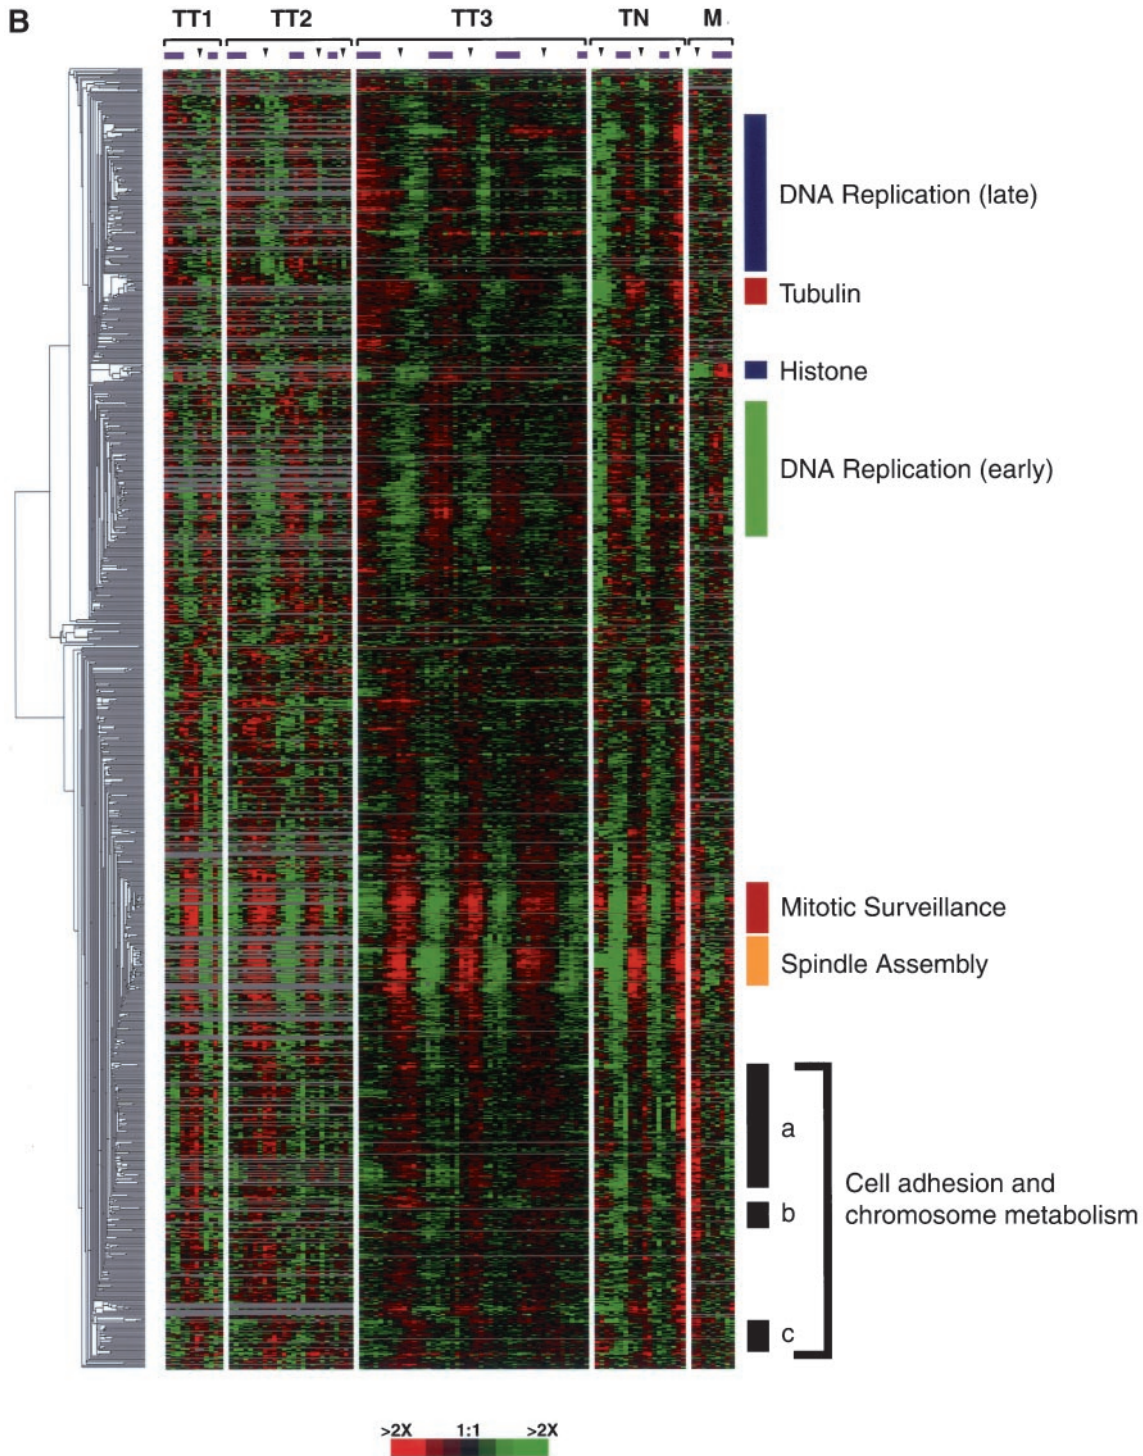 B
TT1 TT2 TT3 TN M
DNA Replication (late)
Tubulin
Histone
DNA Replication (early)
Mitotic Surveillance
Spindle Assembly
a
b
Cell adhesion and
chromosome metabolism
c
>2X 1:1 >2X